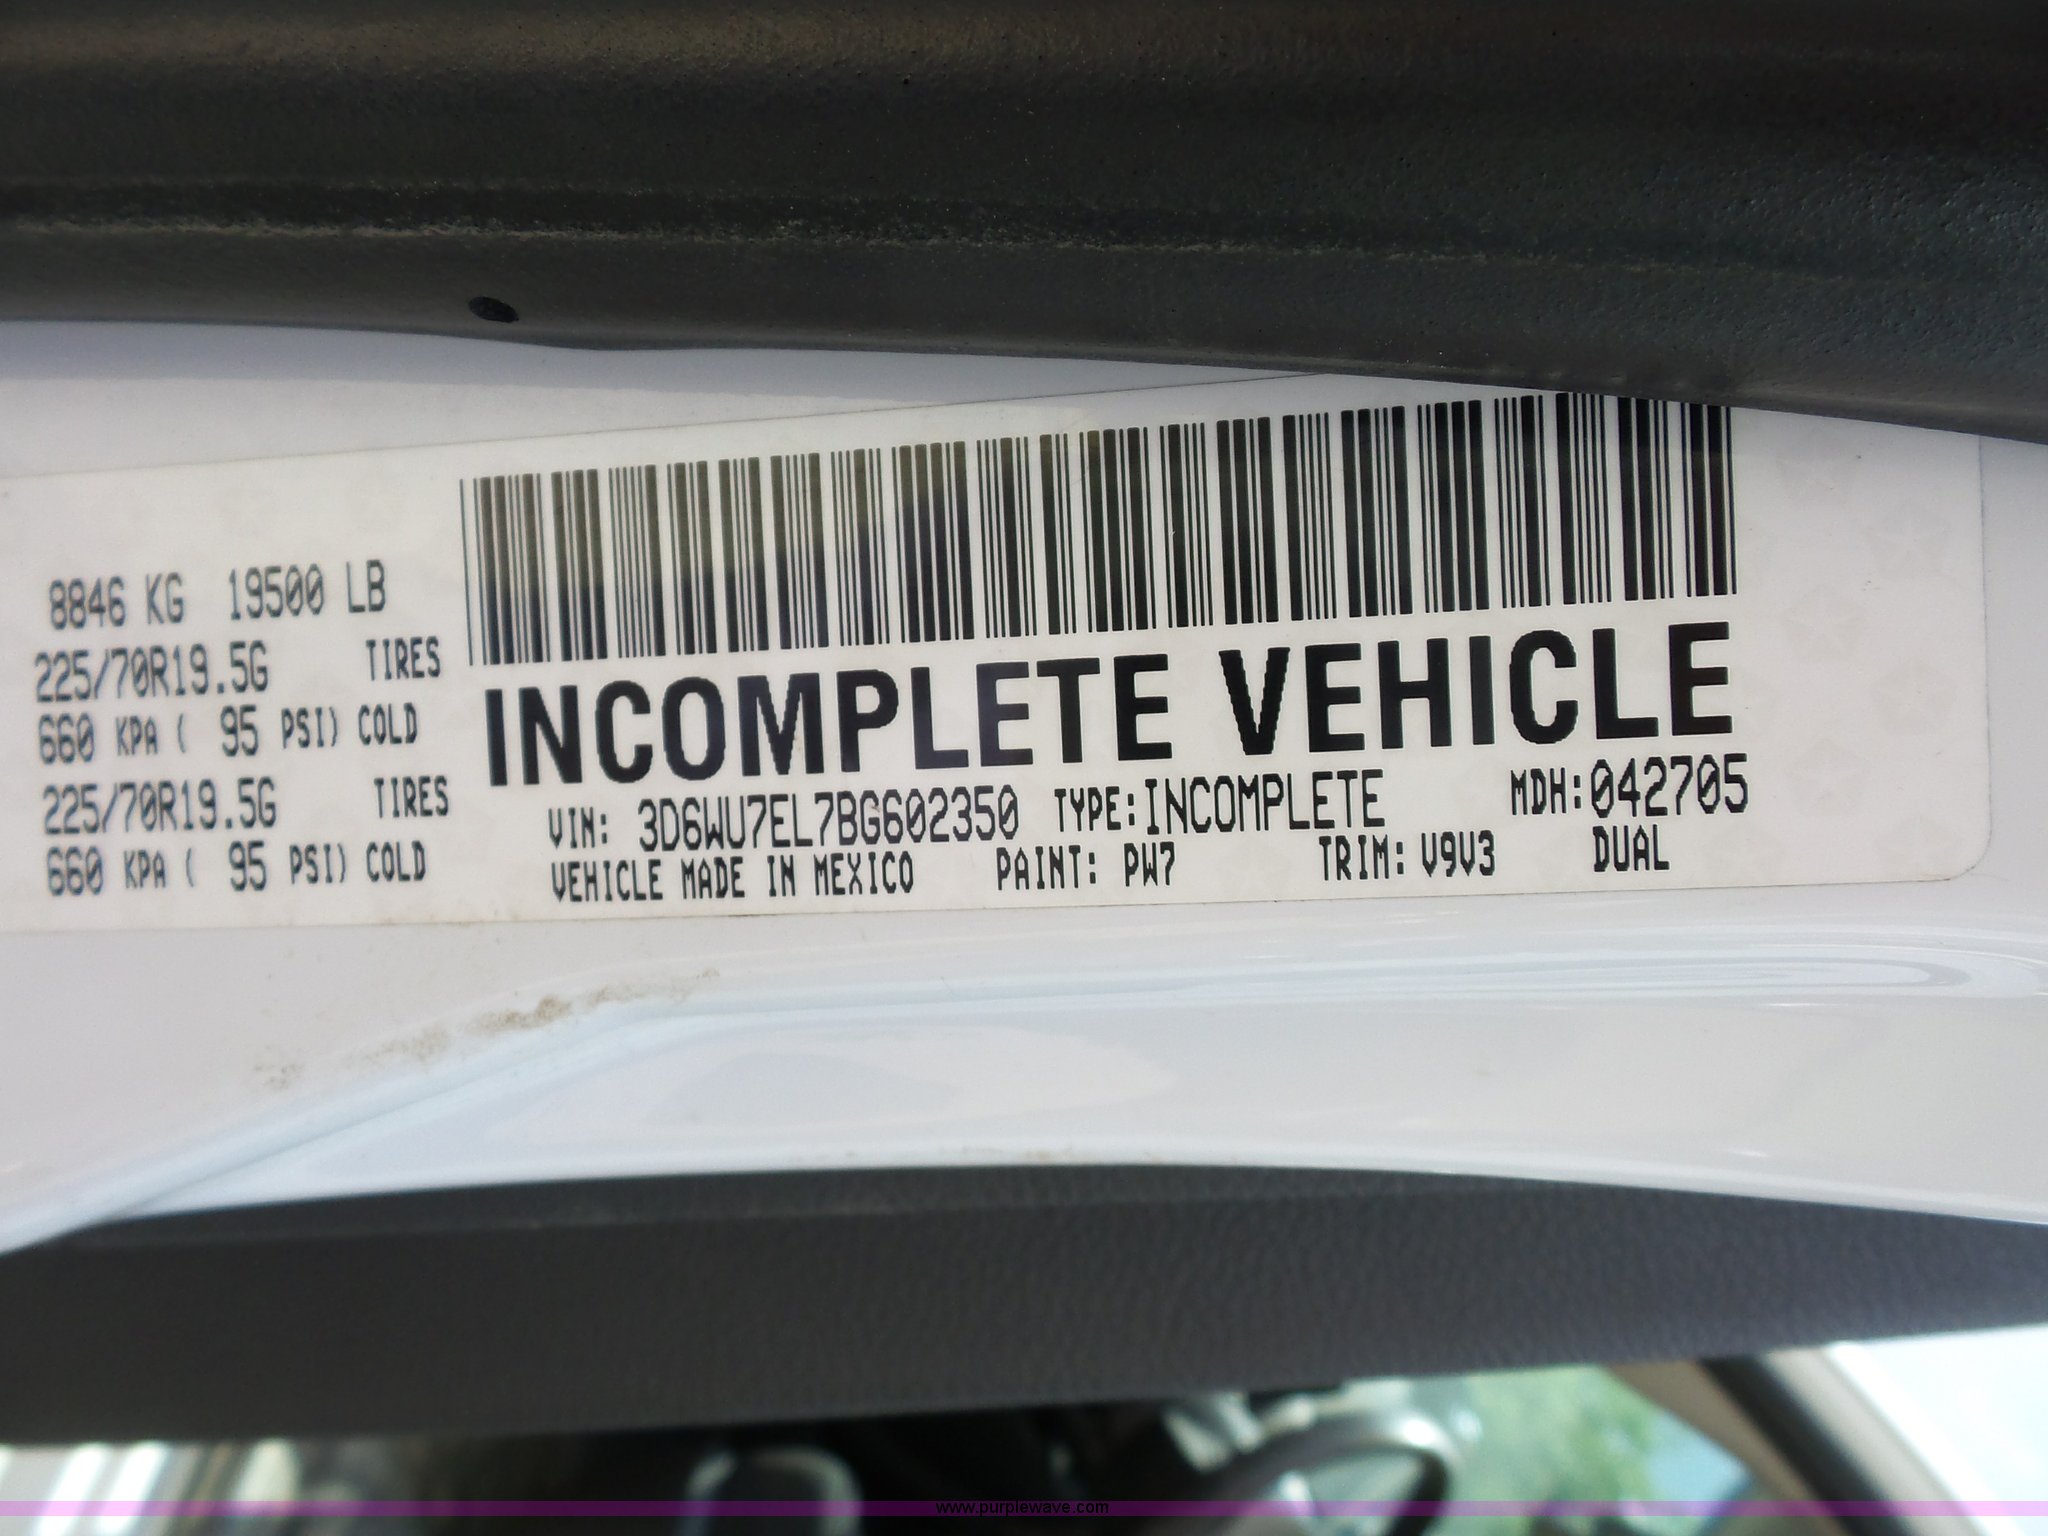 8846 KG 19500 LB
225/70R19.5G TIRES
660 KPA ( 95 PSI) COLD
225/70R19.5G TIRES
660 KPA ( 95 PSI) COLD
INCOMPLETE VEHICLE
VIN: 3D6WU7EL7BG602350 TYPE: INCOMPLETE MDH: 042705
VEHICLE MADE IN MEXICO PAINT: PW7 TRIM: V9V3 DUAL
www.purplewave.com